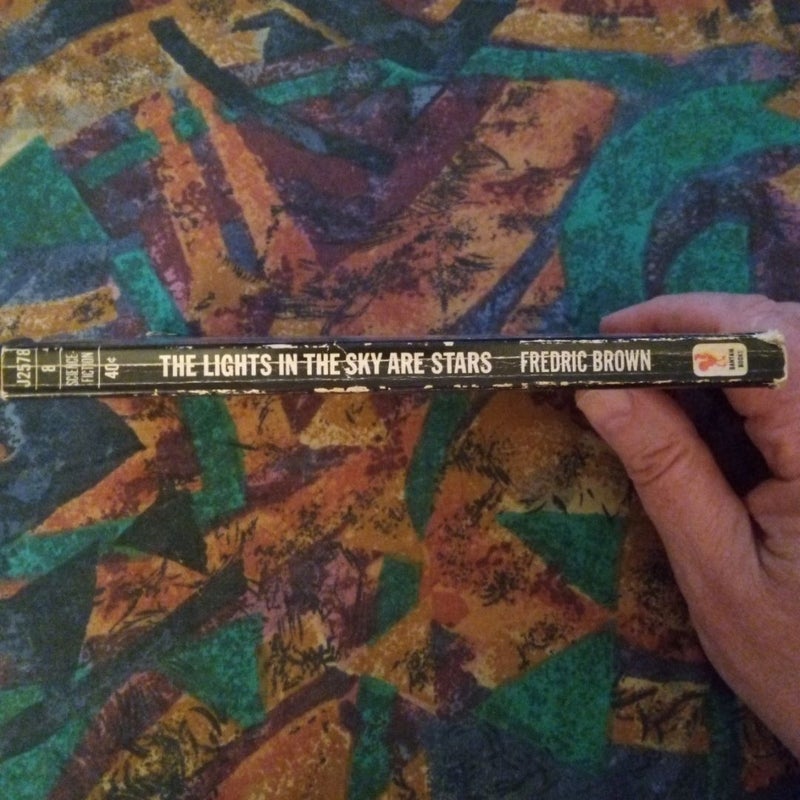 J2578
8
SCIENCE-
FICTION
40¢
THE LIGHTS IN THE SKY ARE STARS
FREDRIC BROWN
BANTAM
BOOKS